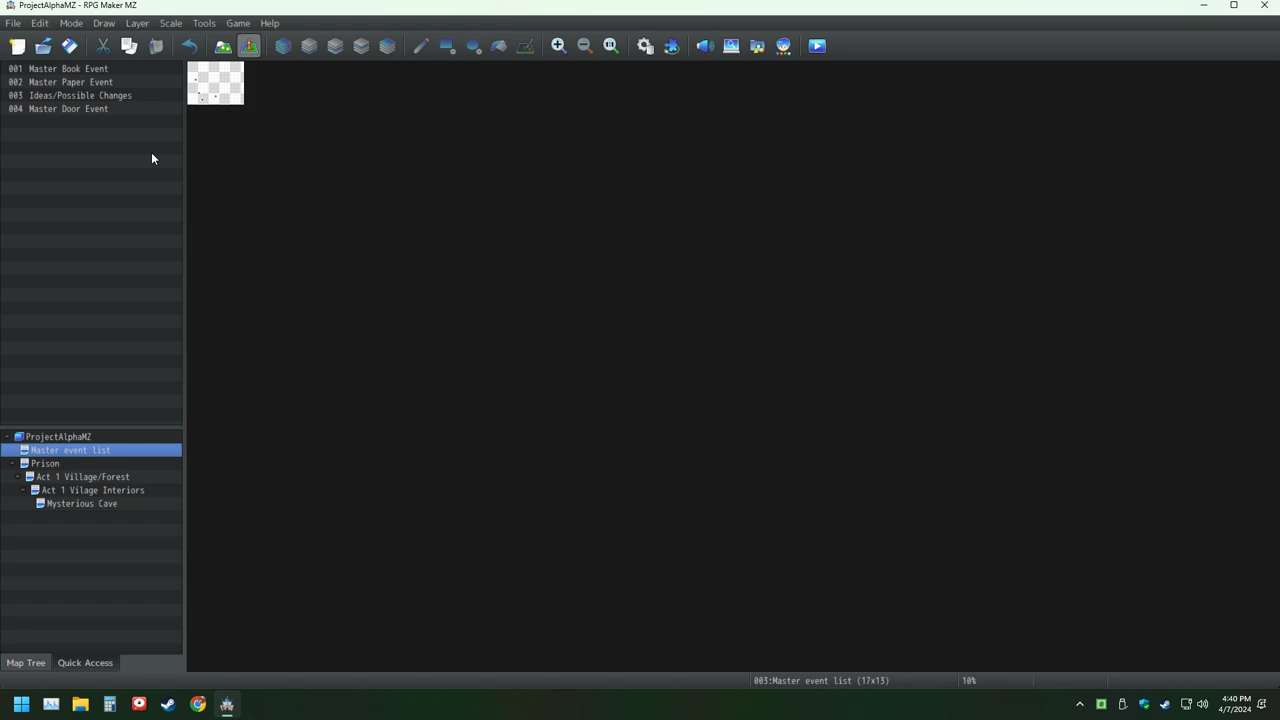 ProjectAlphaMZ - RPG Maker MZ
File Edit Mode Draw Layer Scale Tools Game Help
001 Master Book Event
002 Master Paper Event
003 Ideas/Possible Changes
004 Master Door Event
ProjectAlphaMZ
Master event list
Prison
Act 1 Village/Forest
Act 1 Vilage Interiors
Mysterious Cave
Map Tree Quick Access
003:Master event list (17x13) 10%
4:40 PM
4/7/2024